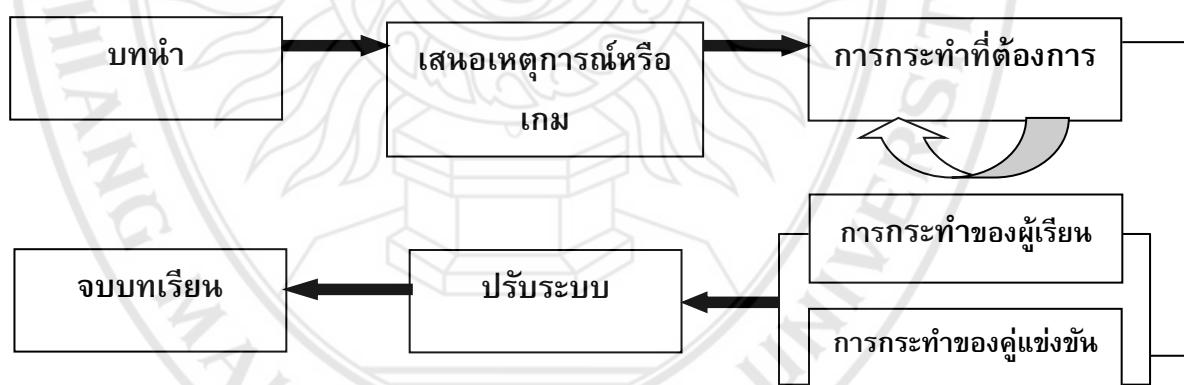 บทนำ
เสนอเหตุการณ์หรือ
เกม
การกระทำที่ต้องการ
การกระทำของผู้เรียน
การกระทำของคู่แข่งขัน
ปรับระบบ
จบบทเรียน